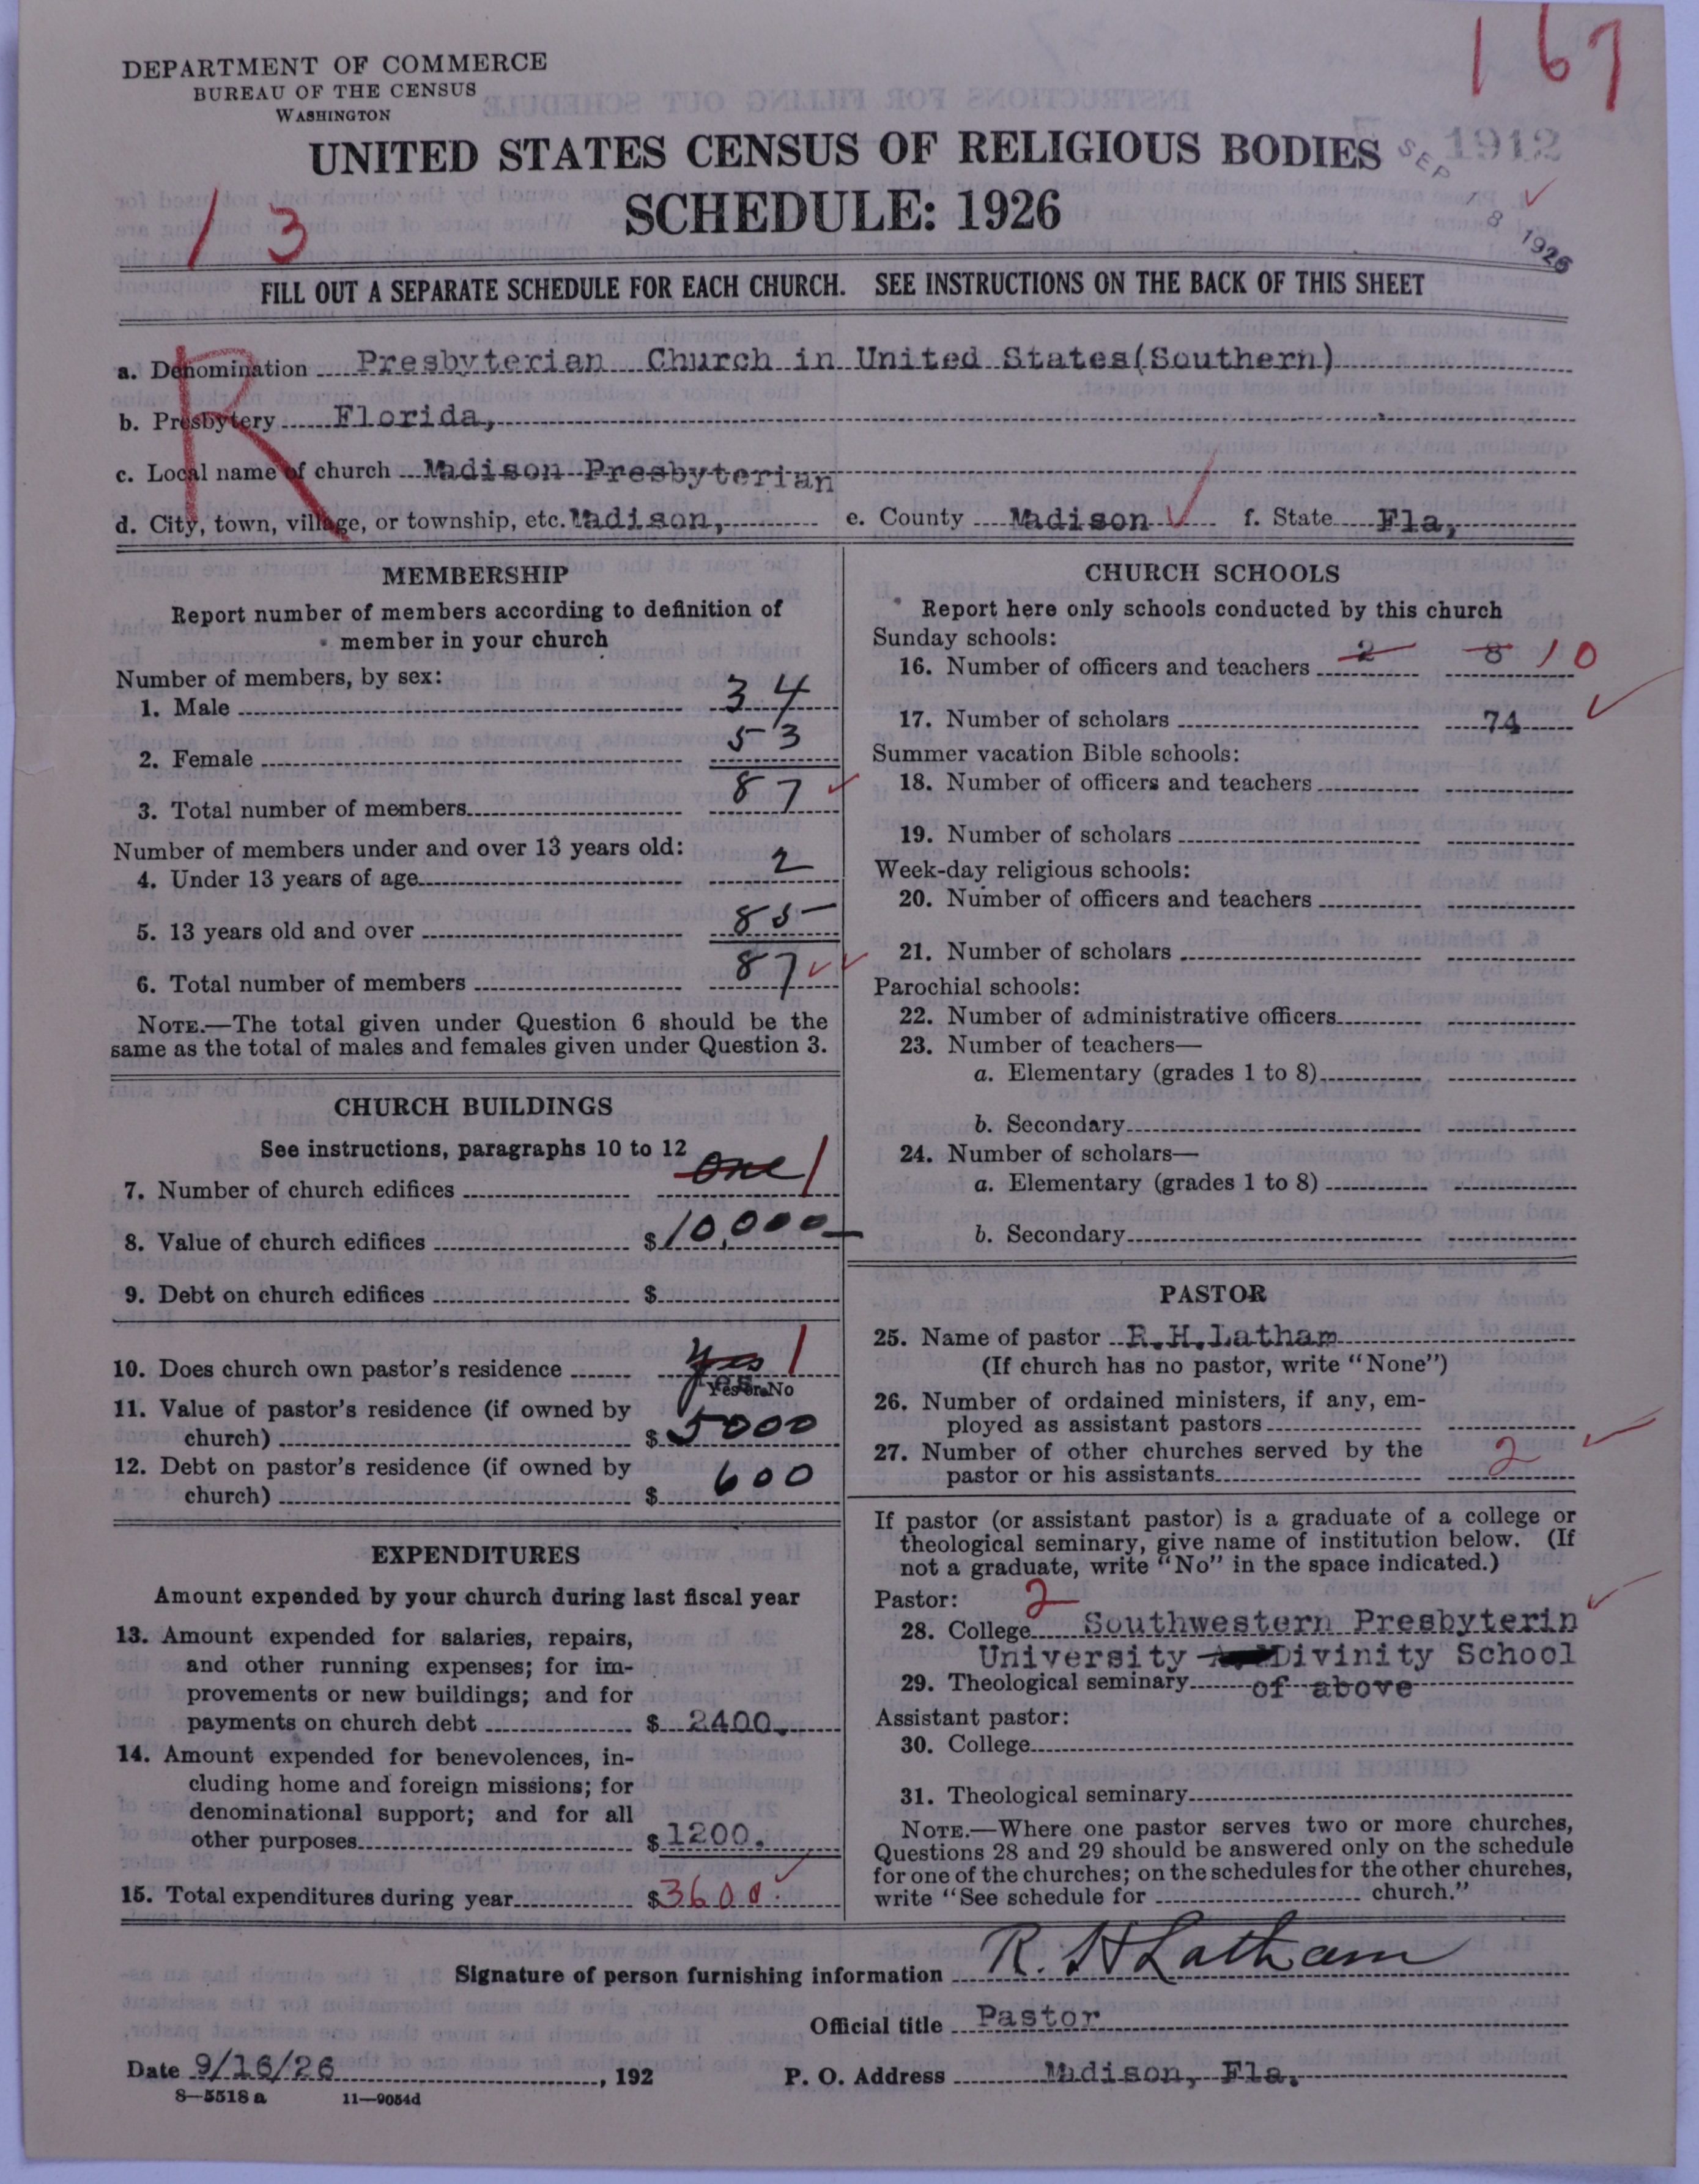 167
DEPARTMENT OF COMMERCE
BUREAU OF THE CENSUS
WASHINGTON
UNITED STATES CENSUS OF RELIGIOUS BODIES
1912
SEP 18 1926
SCHEDULE: 1926
13
FILL OUT A SEPARATE SCHEDULE FOR EACH CHURCH. SEE INSTRUCTIONS ON THE BACK OF THIS SHEET
R
a. Denomination Presbyterian Church in United States(Southern)
b. Presbytery Florida,
c. Local name of church Madison Presbyterian
d. City, town, village, or township, etc. Madison, e. County Madison f. State Fla,
MEMBERSHIP
Report number of members according to definition of
member in your church
Number of members, by sex:
1. Male 34
2. Female 53
3. Total number of members 87
Number of members under and over 13 years old:
4. Under 13 years of age 2
5. 13 years old and over 85
6. Total number of members 87
NOTE.—The total given under Question 6 should be the
same as the total of males and females given under Question 3.
CHURCH BUILDINGS
See instructions, paragraphs 10 to 12
7. Number of church edifices one 1
8. Value of church edifices $10,000
9. Debt on church edifices $
10. Does church own pastor's residence yes 1
Yes or No
11. Value of pastor's residence (if owned by
church) $5000
12. Debt on pastor's residence (if owned by
church) $ 600
EXPENDITURES
Amount expended by your church during last fiscal year
13. Amount expended for salaries, repairs,
and other running expenses; for im-
provements or new buildings; and for
payments on church debt $ 2400.
14. Amount expended for benevolences, in-
cluding home and foreign missions; for
denominational support; and for all
other purposes $1200.
15. Total expenditures during year $3600.
CHURCH SCHOOLS
Report here only schools conducted by this church
Sunday schools:
16. Number of officers and teachers 2 8 10
17. Number of scholars 74
Summer vacation Bible schools:
18. Number of officers and teachers
19. Number of scholars
Week-day religious schools:
20. Number of officers and teachers
21. Number of scholars
Parochial schools:
22. Number of administrative officers
23. Number of teachers—
a. Elementary (grades 1 to 8)
b. Secondary
24. Number of scholars—
a. Elementary (grades 1 to 8)
b. Secondary
PASTOR
25. Name of pastor R.H.Latham
(If church has no pastor, write "None")
26. Number of ordained ministers, if any, em-
ployed as assistant pastors
27. Number of other churches served by the
pastor or his assistants 2
If pastor (or assistant pastor) is a graduate of a college or
theological seminary, give name of institution below. (If
not a graduate, write "No" in the space indicated.)
Pastor: 2
28. College Southwestern Presbyterin
University Divinity School
29. Theological seminary of above
Assistant pastor:
30. College
31. Theological seminary
NOTE.—Where one pastor serves two or more churches,
Questions 28 and 29 should be answered only on the schedule
for one of the churches; on the schedules for the other churches,
write "See schedule for church."
Signature of person furnishing information R. H Latham
Official title Pastor
Date 9/16/26, 192 P. O. Address Madison, Fla.
8—5518 a 11—9054d